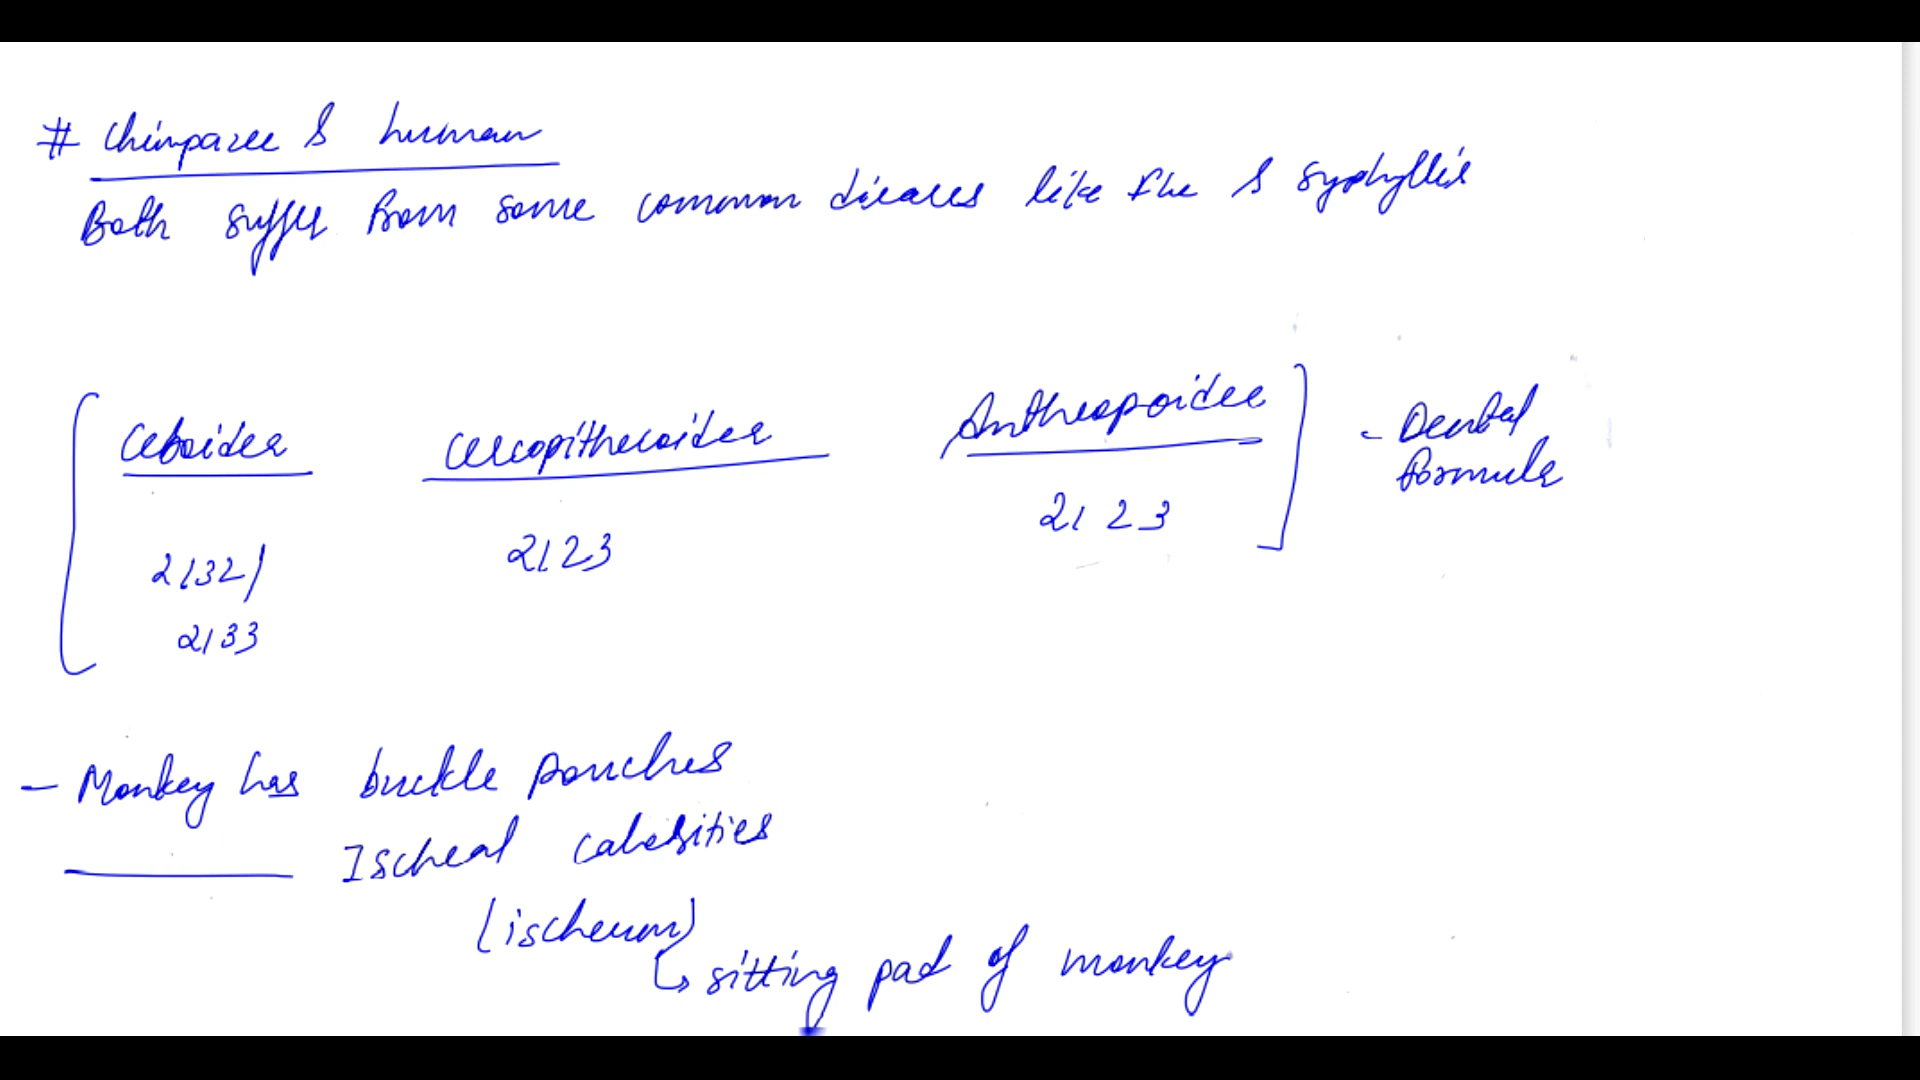 # Chimpazee & human
Both suffer from some common diseases like flu & syphyllis
Ceboidea cercopithecoidea Anthropoidee - Dental
formula
2132/ 2123 2123
2133
- Monkey has buckle pouches
Ischeal calosities
(ischeum)
↳ sitting pad of monkey